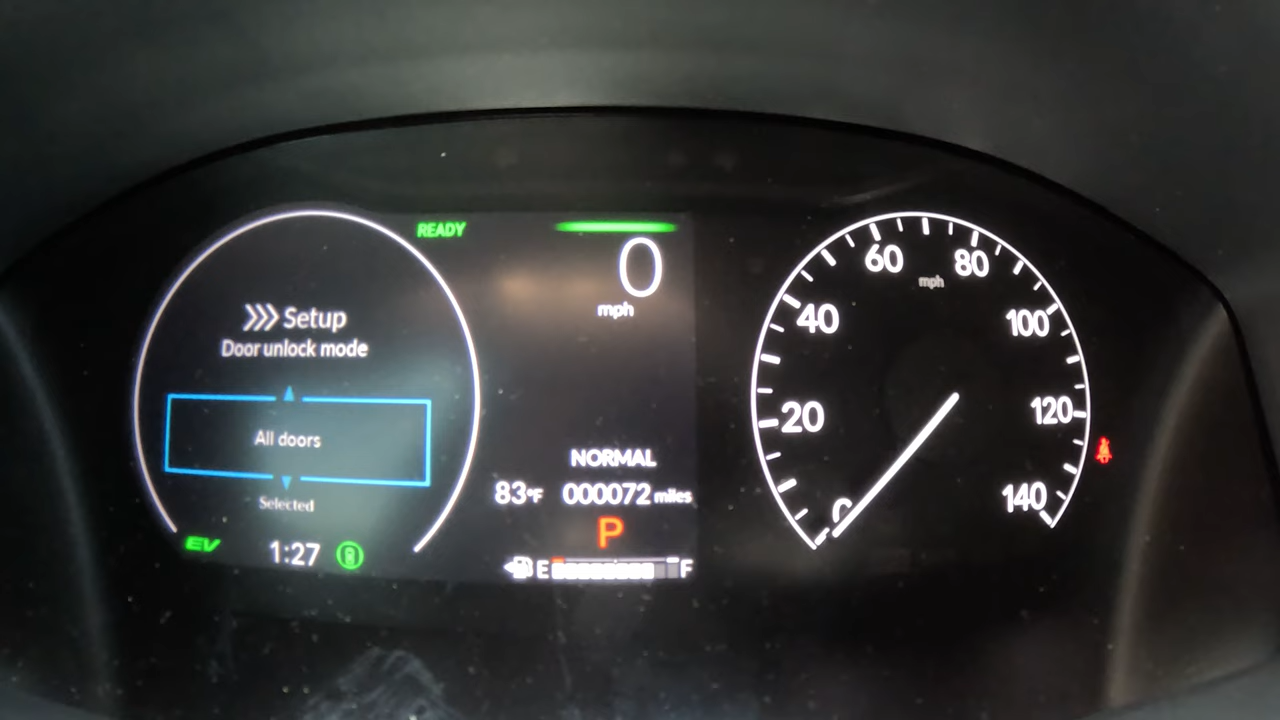 READY
0
mph
>>> Setup
Door unlock mode
All doors
Selected
EV
1:27
NORMAL
83°F 000072 miles
P
E F
0
20
40
60
80
100
120
140
mph